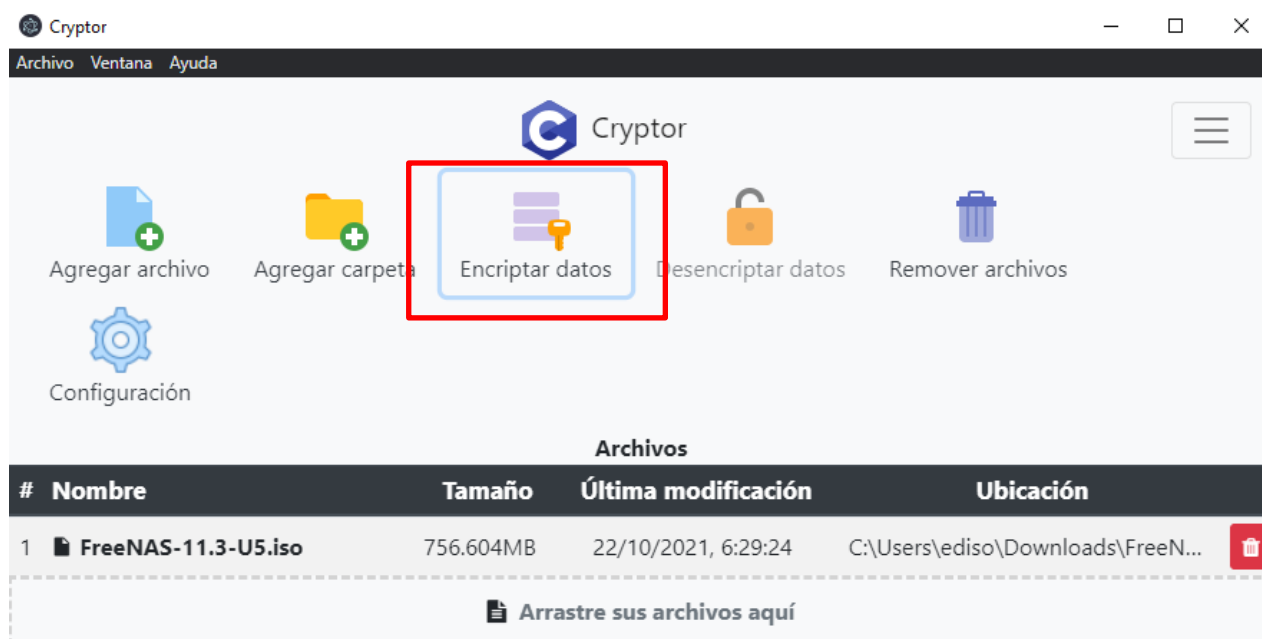 Cryptor
Archivo Ventana Ayuda
Cryptor
Agregar archivo Agregar carpeta Encriptar datos Desencriptar datos Remover archivos
Configuración
Archivos
# Nombre Tamaño Última modificación Ubicación
1 FreeNAS-11.3-U5.iso 756.604MB 22/10/2021, 6:29:24 C:\Users\ediso\Downloads\FreeN...
Arrastre sus archivos aquí